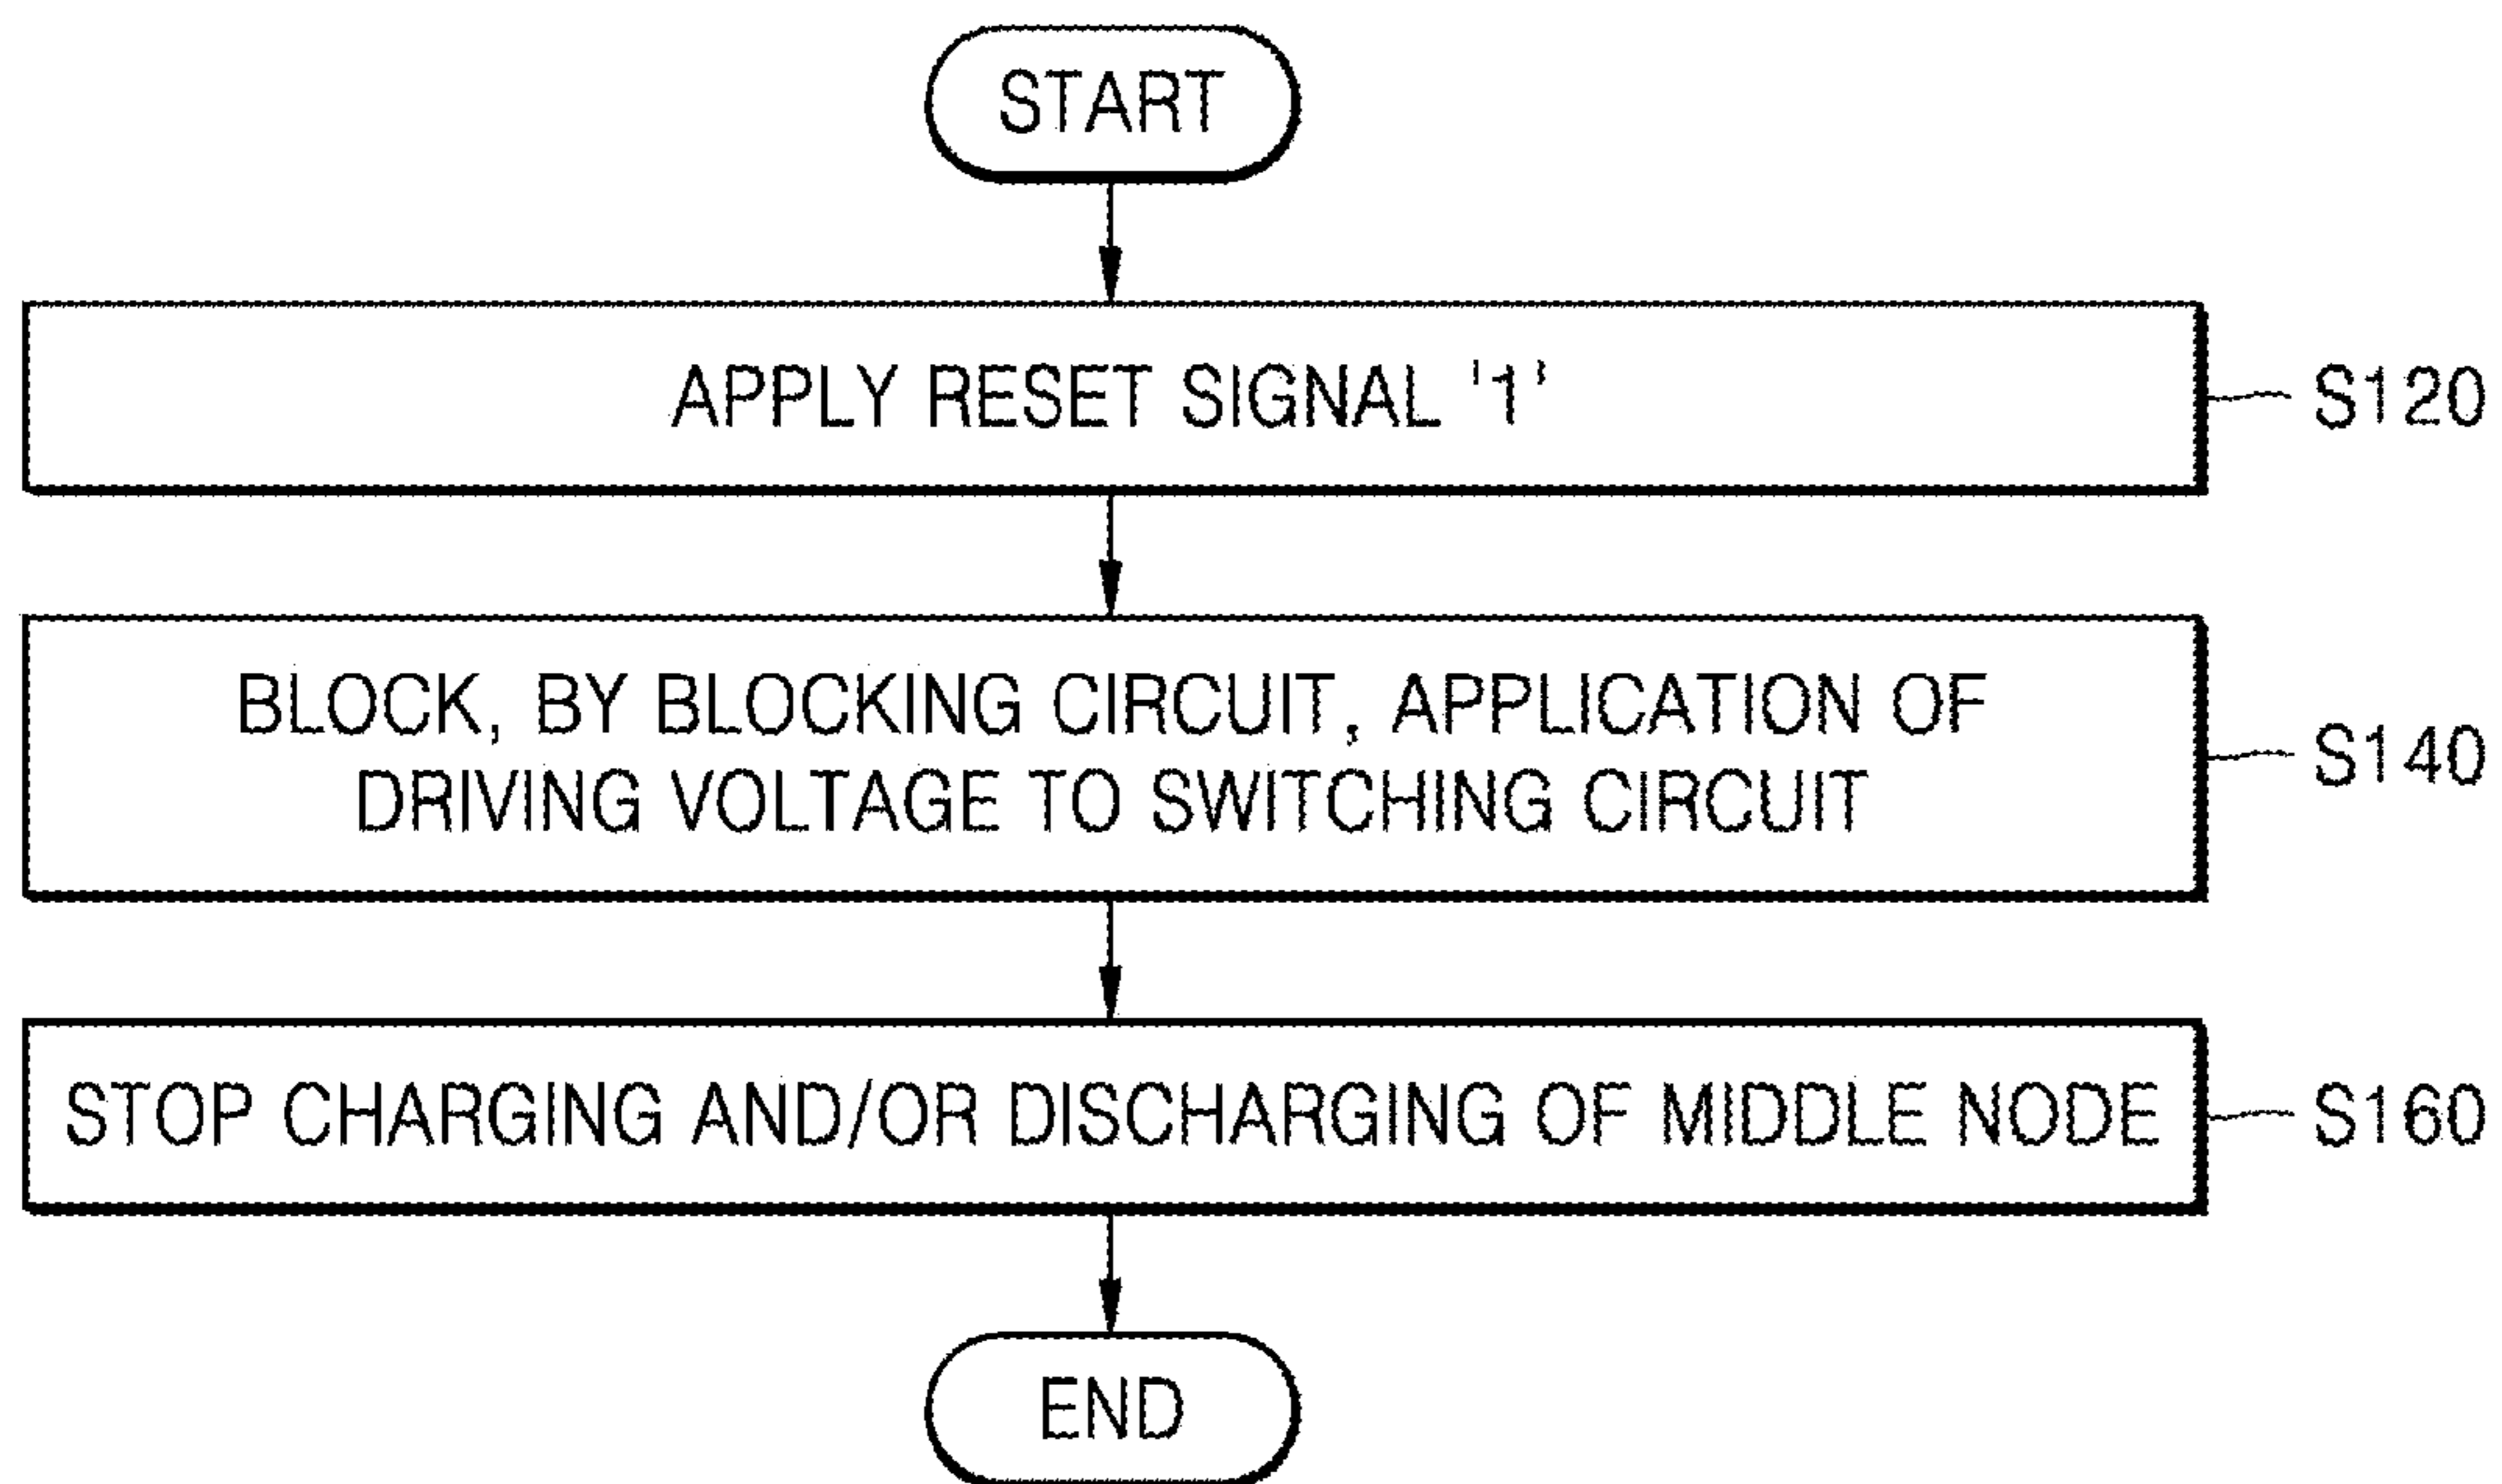 START
APPLY RESET SIGNAL '1'
S120
BLOCK, BY BLOCKING CIRCUIT, APPLICATION OF
DRIVING VOLTAGE TO SWITCHING CIRCUIT
S140
STOP CHARGING AND/OR DISCHARGING OF MIDDLE NODE
S160
END